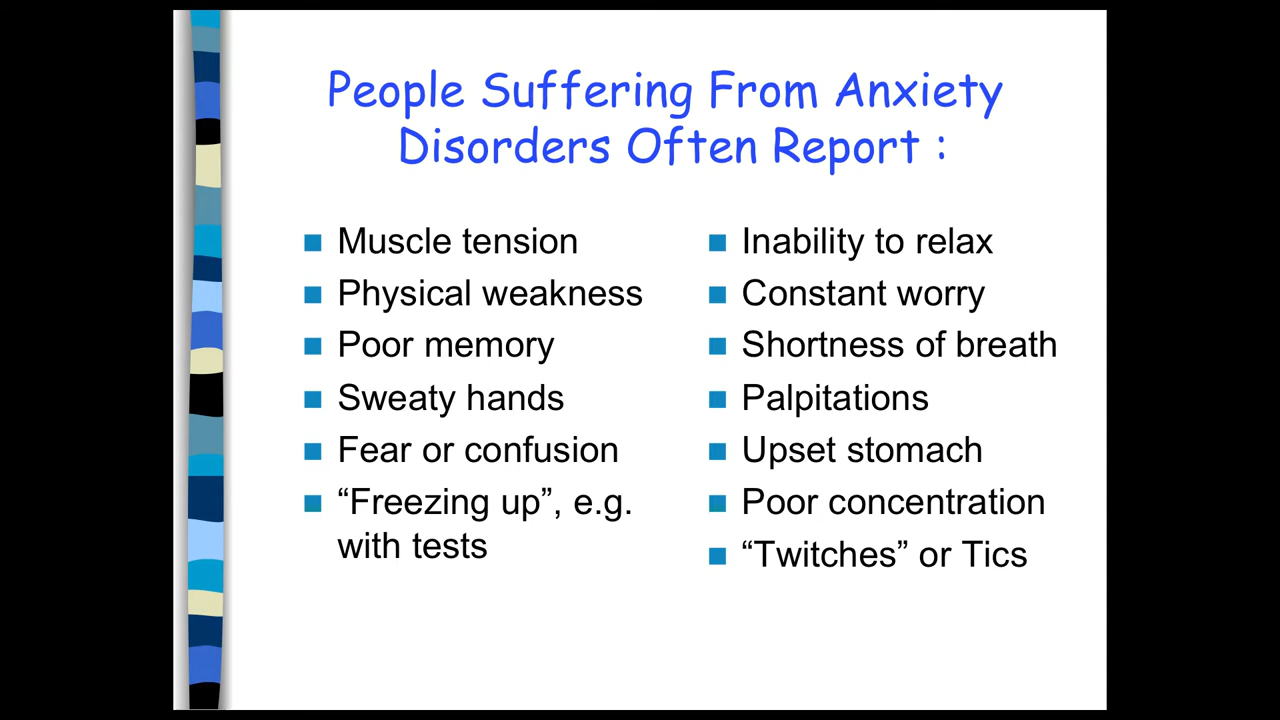 People Suffering From Anxiety
Disorders Often Report :
Muscle tension
Physical weakness
Poor memory
Sweaty hands
Fear or confusion
“Freezing up”, e.g.
with tests
Inability to relax
Constant worry
Shortness of breath
Palpitations
Upset stomach
Poor concentration
“Twitches” or Tics